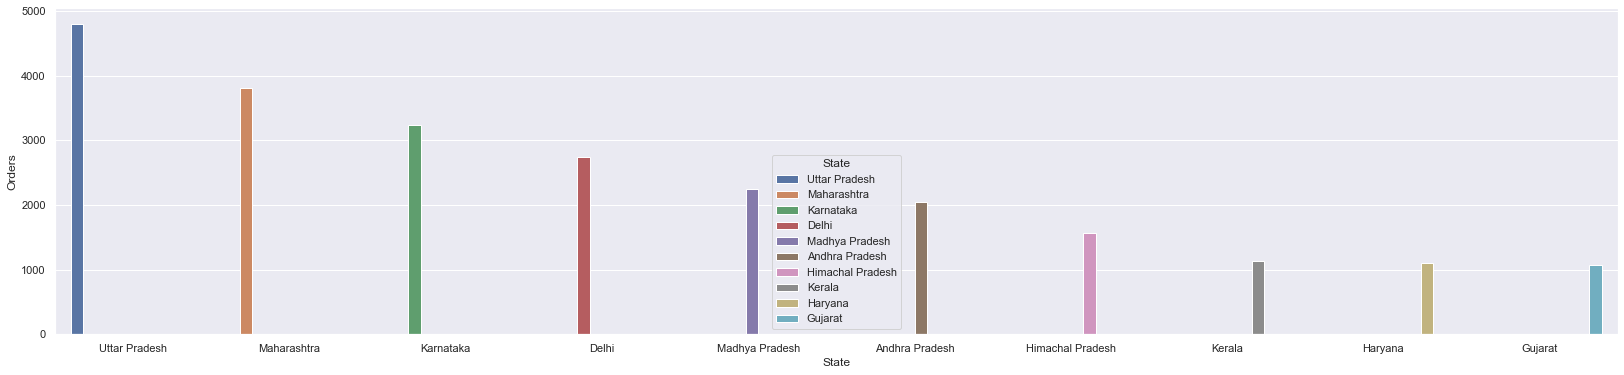 5000
4000
3000
2000
1000
0
Orders
State
Uttar Pradesh
Maharashtra
Karnataka
Delhi
Madhya Pradesh
Andhra Pradesh
Himachal Pradesh
Kerala
Haryana
Gujarat
Uttar Pradesh Maharashtra Karnataka Delhi Madhya Pradesh Andhra Pradesh Himachal Pradesh Kerala Haryana Gujarat
State